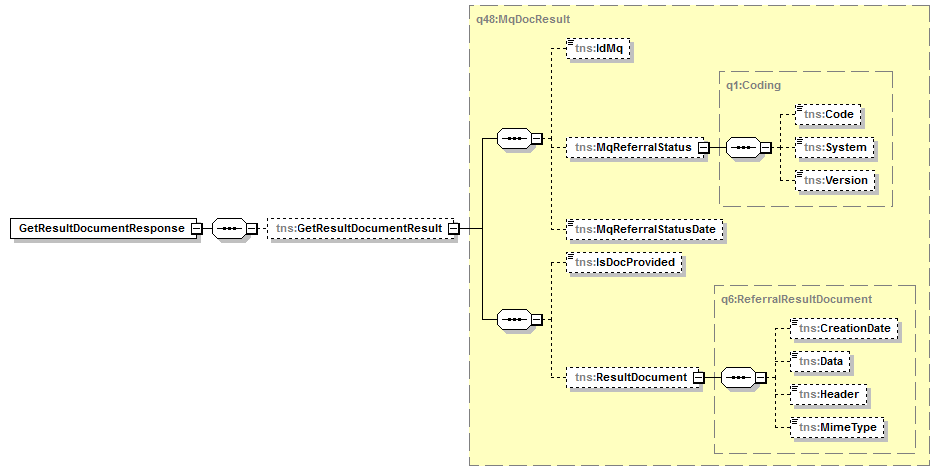 q48:MqDocResult
tns:IdMq
q1:Coding
tns:Code
tns:MqReferralStatus
tns:System
tns:Version
GetResultDocumentResponse
tns:GetResultDocumentResult
tns:MqReferralStatusDate
tns:IsDocProvided
q6:ReferralResultDocument
tns:CreationDate
tns:Data
tns:ResultDocument
tns:Header
tns:MimeType